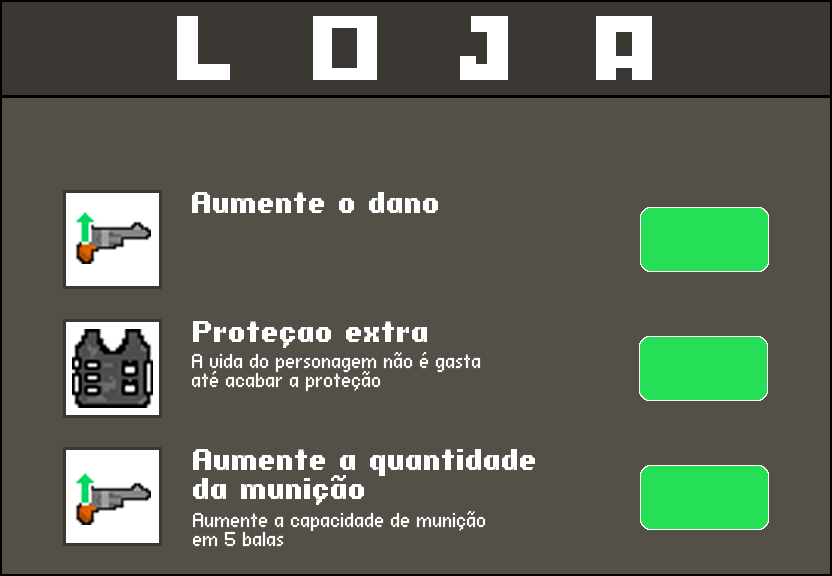 LOJA
Aumente o dano
Proteçao extra
A vida do personagem não é gasta
até acabar a proteção
Aumente a quantidade
da munição
Aumente a capacidade de munição
em 5 balas